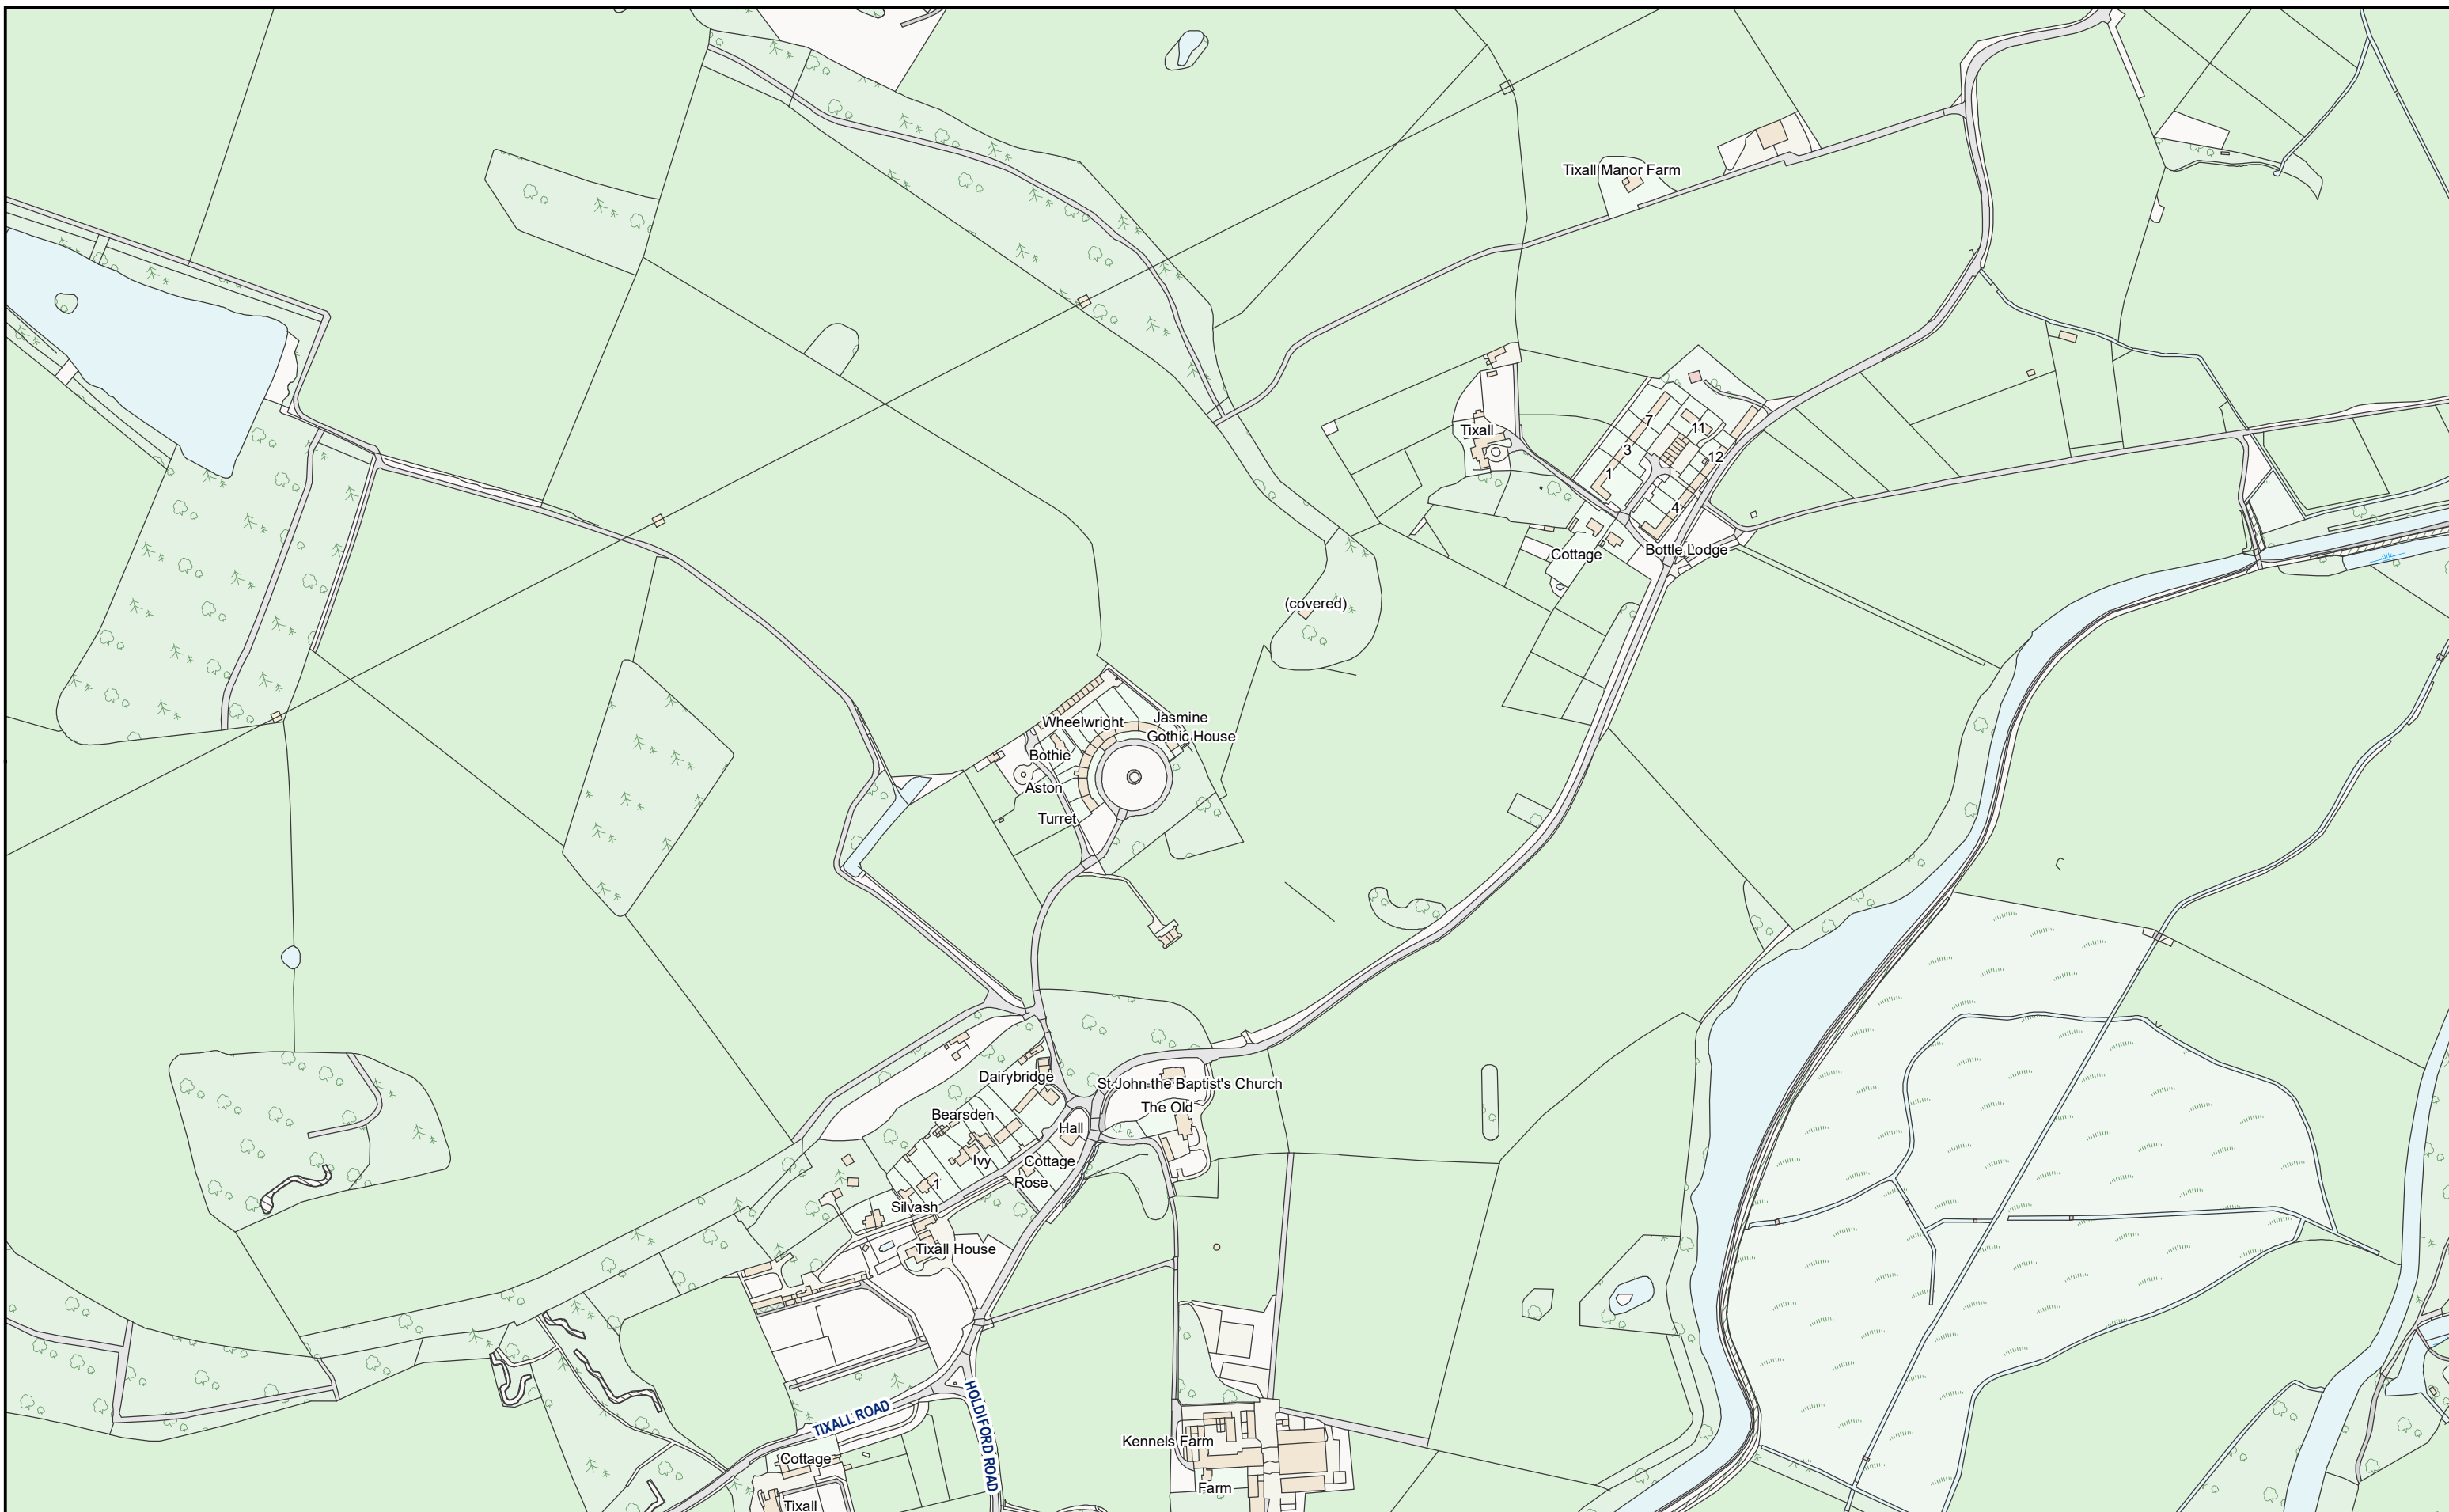 Tixall Manor Farm
Tixall
7
11
3
12
1
4
Cottage
Bottle Lodge
(covered)
Wheelwright
Jasmine
Gothic House
Bothie
Aston
Turret
Dairybridge
St John the Baptist's Church
The Old
Bearsden
Hall
Ivy
Cottage
Rose
1
Silvash
Tixall House
TIXALL ROAD
HOLDIFORD ROAD
Kennels Farm
Cottage
Farm
Tixall